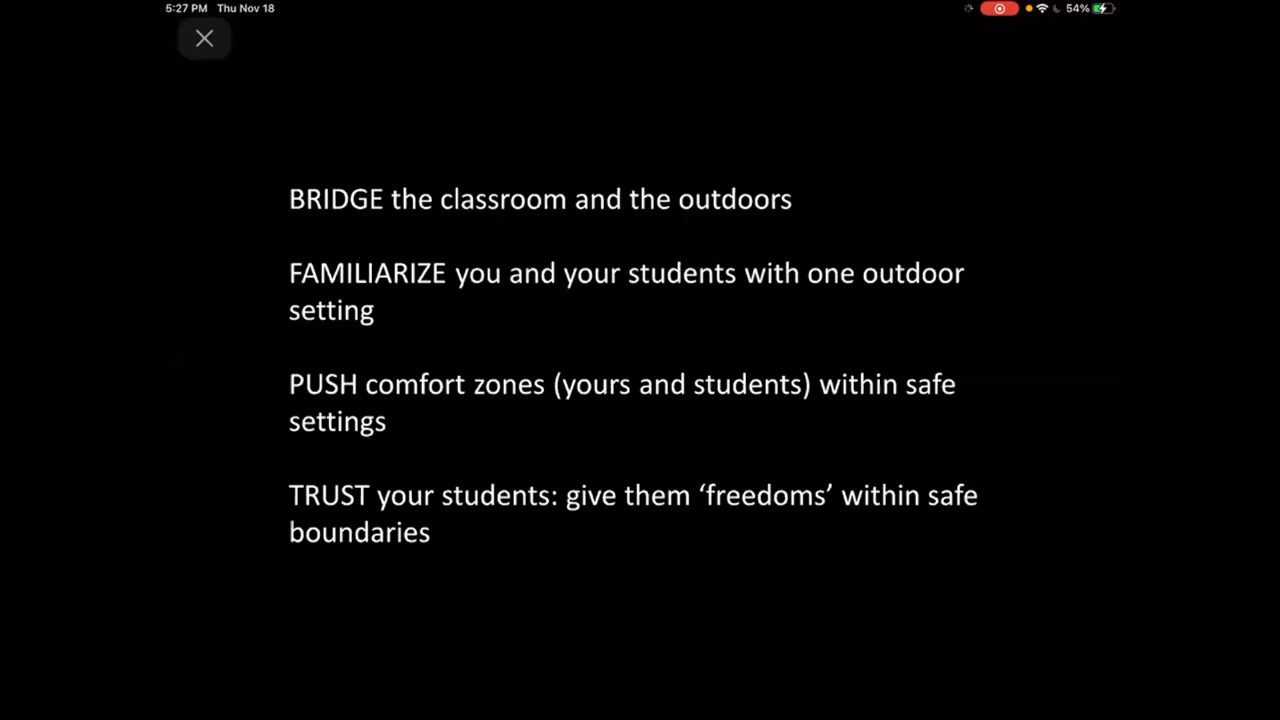 5:27 PM Thu Nov 18
54%
BRIDGE the classroom and the outdoors
FAMILIARIZE you and your students with one outdoor
setting
PUSH comfort zones (yours and students) within safe
settings
TRUST your students: give them ‘freedoms’ within safe
boundaries